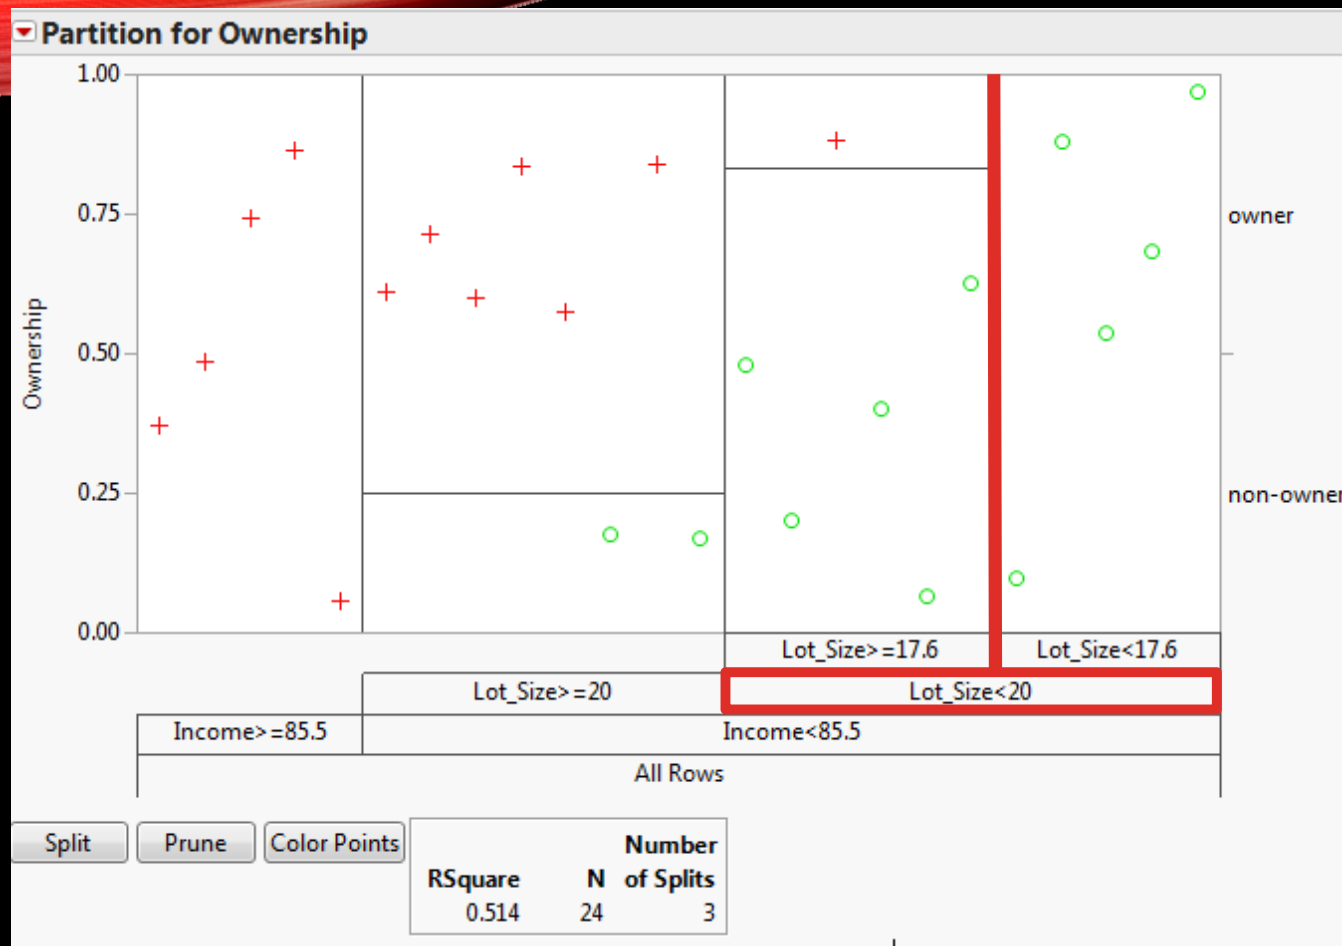 Partition for Ownership
1.00
0.75
0.50
0.25
0.00
Ownership
owner
non-owner
Lot_Size>=17.6 Lot_Size<17.6
Lot_Size>=20 Lot_Size<20
Income>=85.5 Income<85.5
All Rows
Split Prune Color Points
Number
RSquare N of Splits
0.514 24 3